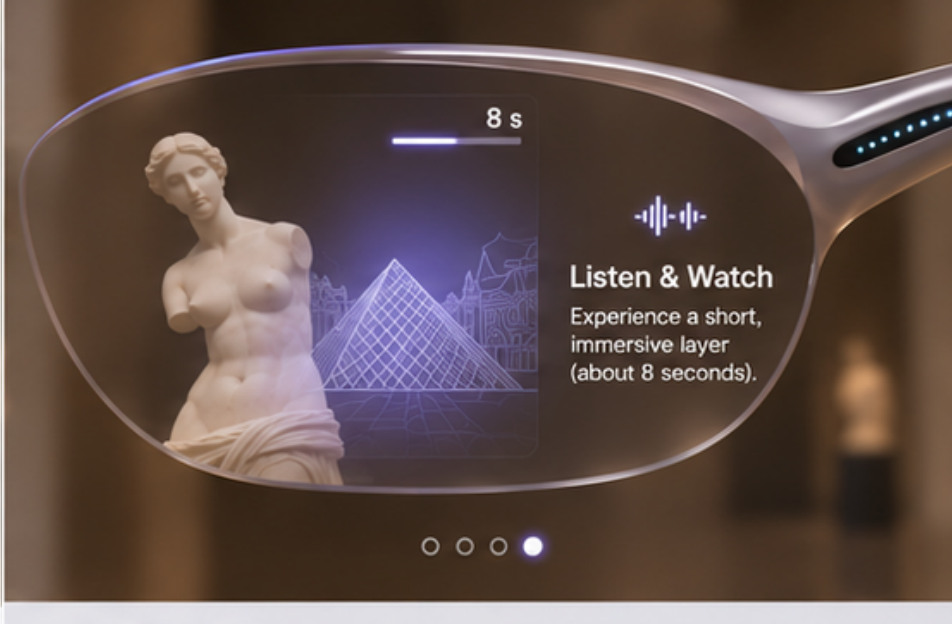 8 s
Listen & Watch
Experience a short,
immersive layer
(about 8 seconds).